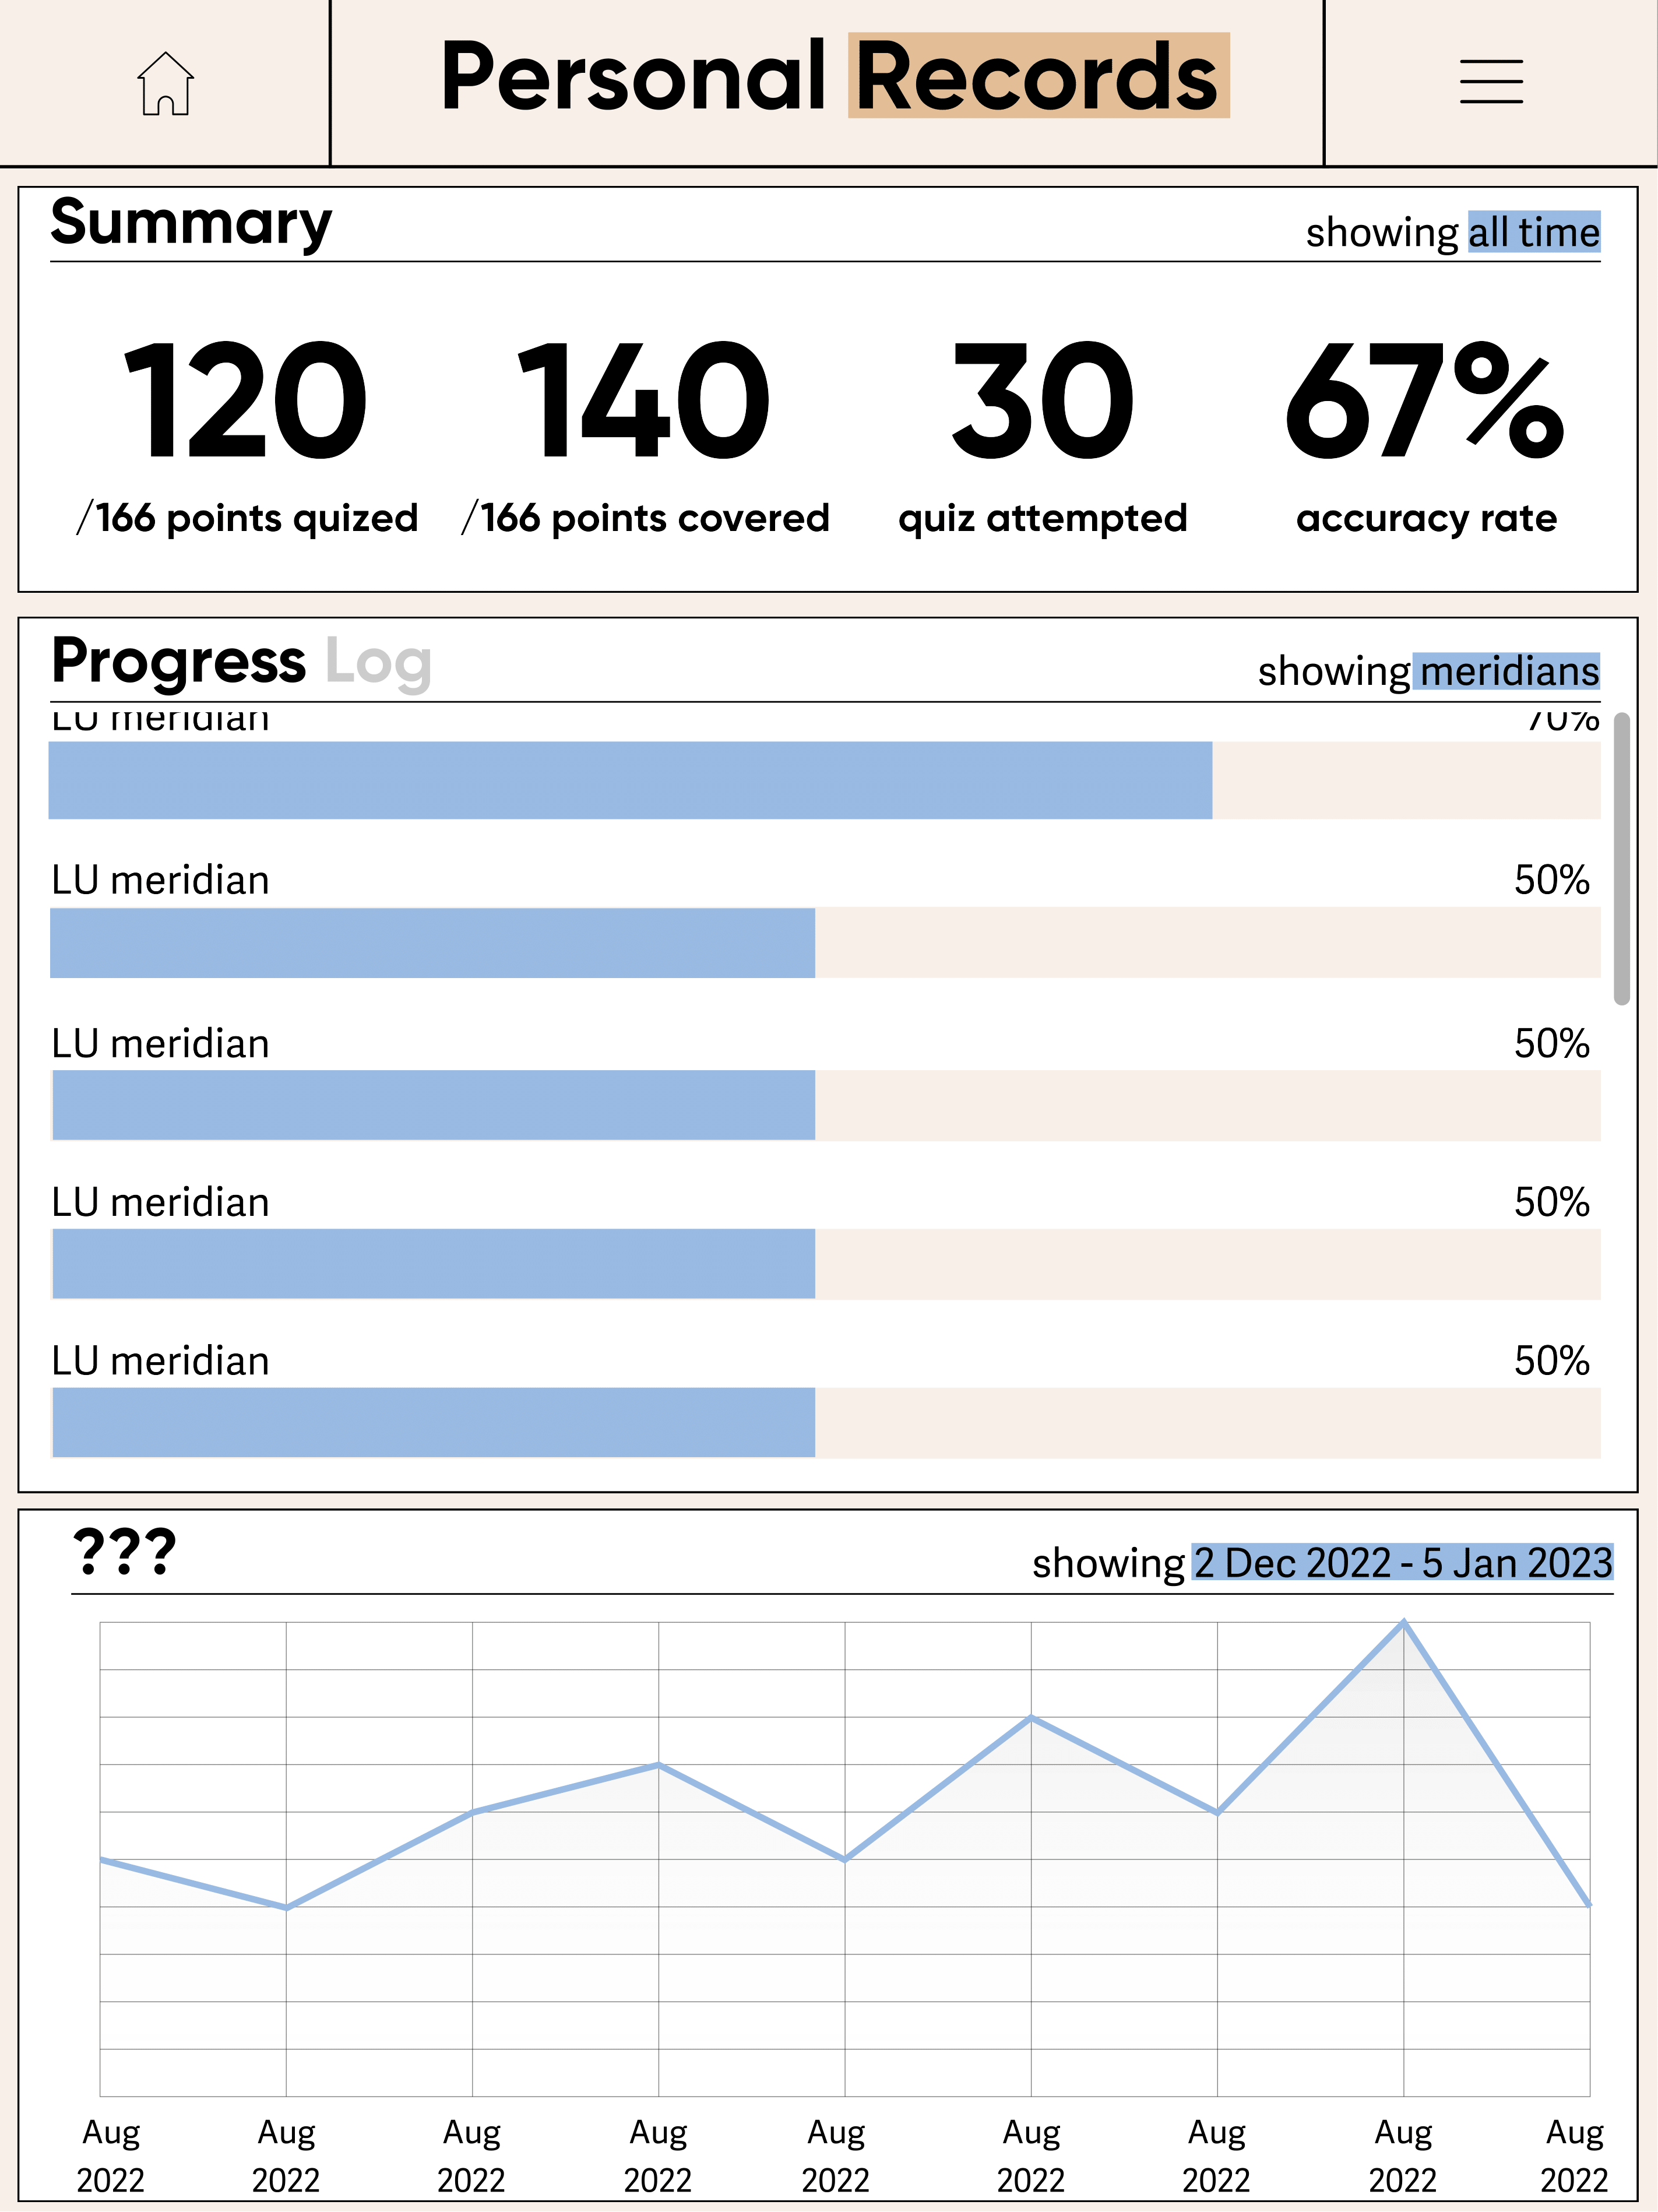 Personal Records
Summary
showing all time
120
140
30
67%
/166 points quized
/166 points covered
quiz attempted
accuracy rate
Progress Log
showing meridians
LU meridian 70%
LU meridian 50%
LU meridian 50%
LU meridian 50%
LU meridian 50%
???
showing 2 Dec 2022 - 5 Jan 2023
Aug Aug Aug Aug Aug Aug Aug Aug Aug
2022 2022 2022 2022 2022 2022 2022 2022 2022